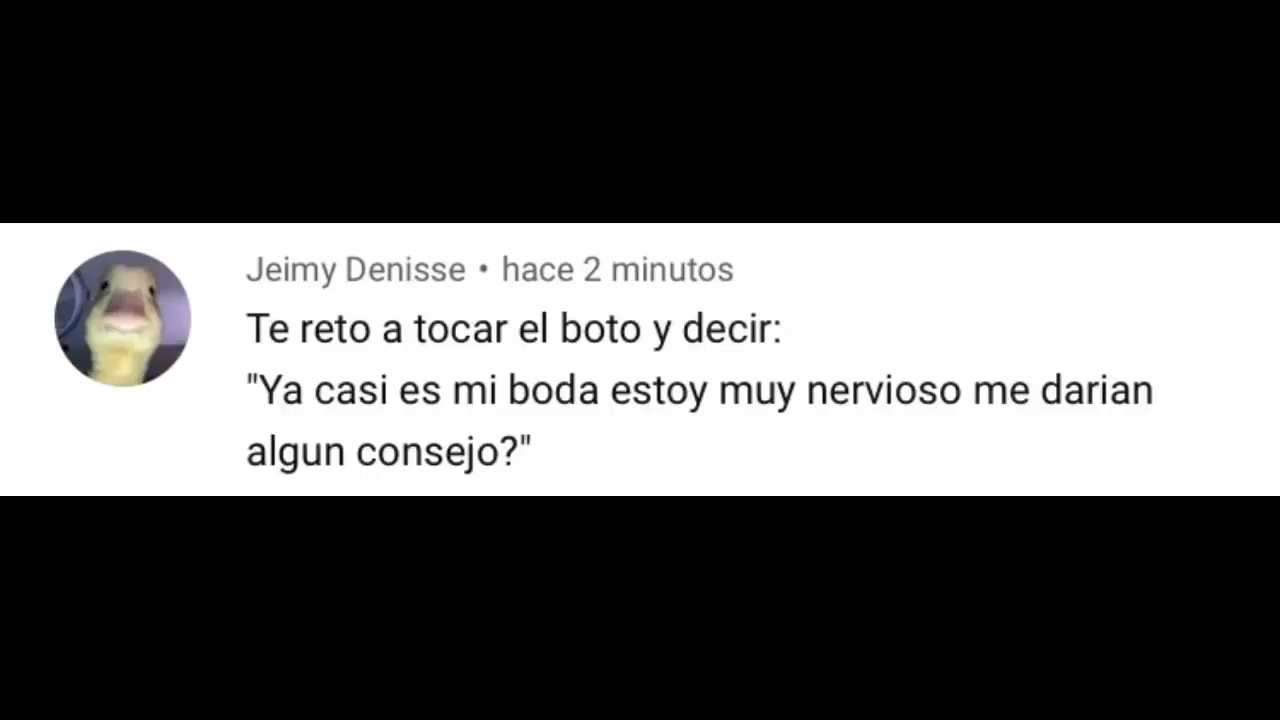 Jeimy Denisse • hace 2 minutos
Te reto a tocar el boto y decir:
"Ya casi es mi boda estoy muy nervioso me darian
algun consejo?"